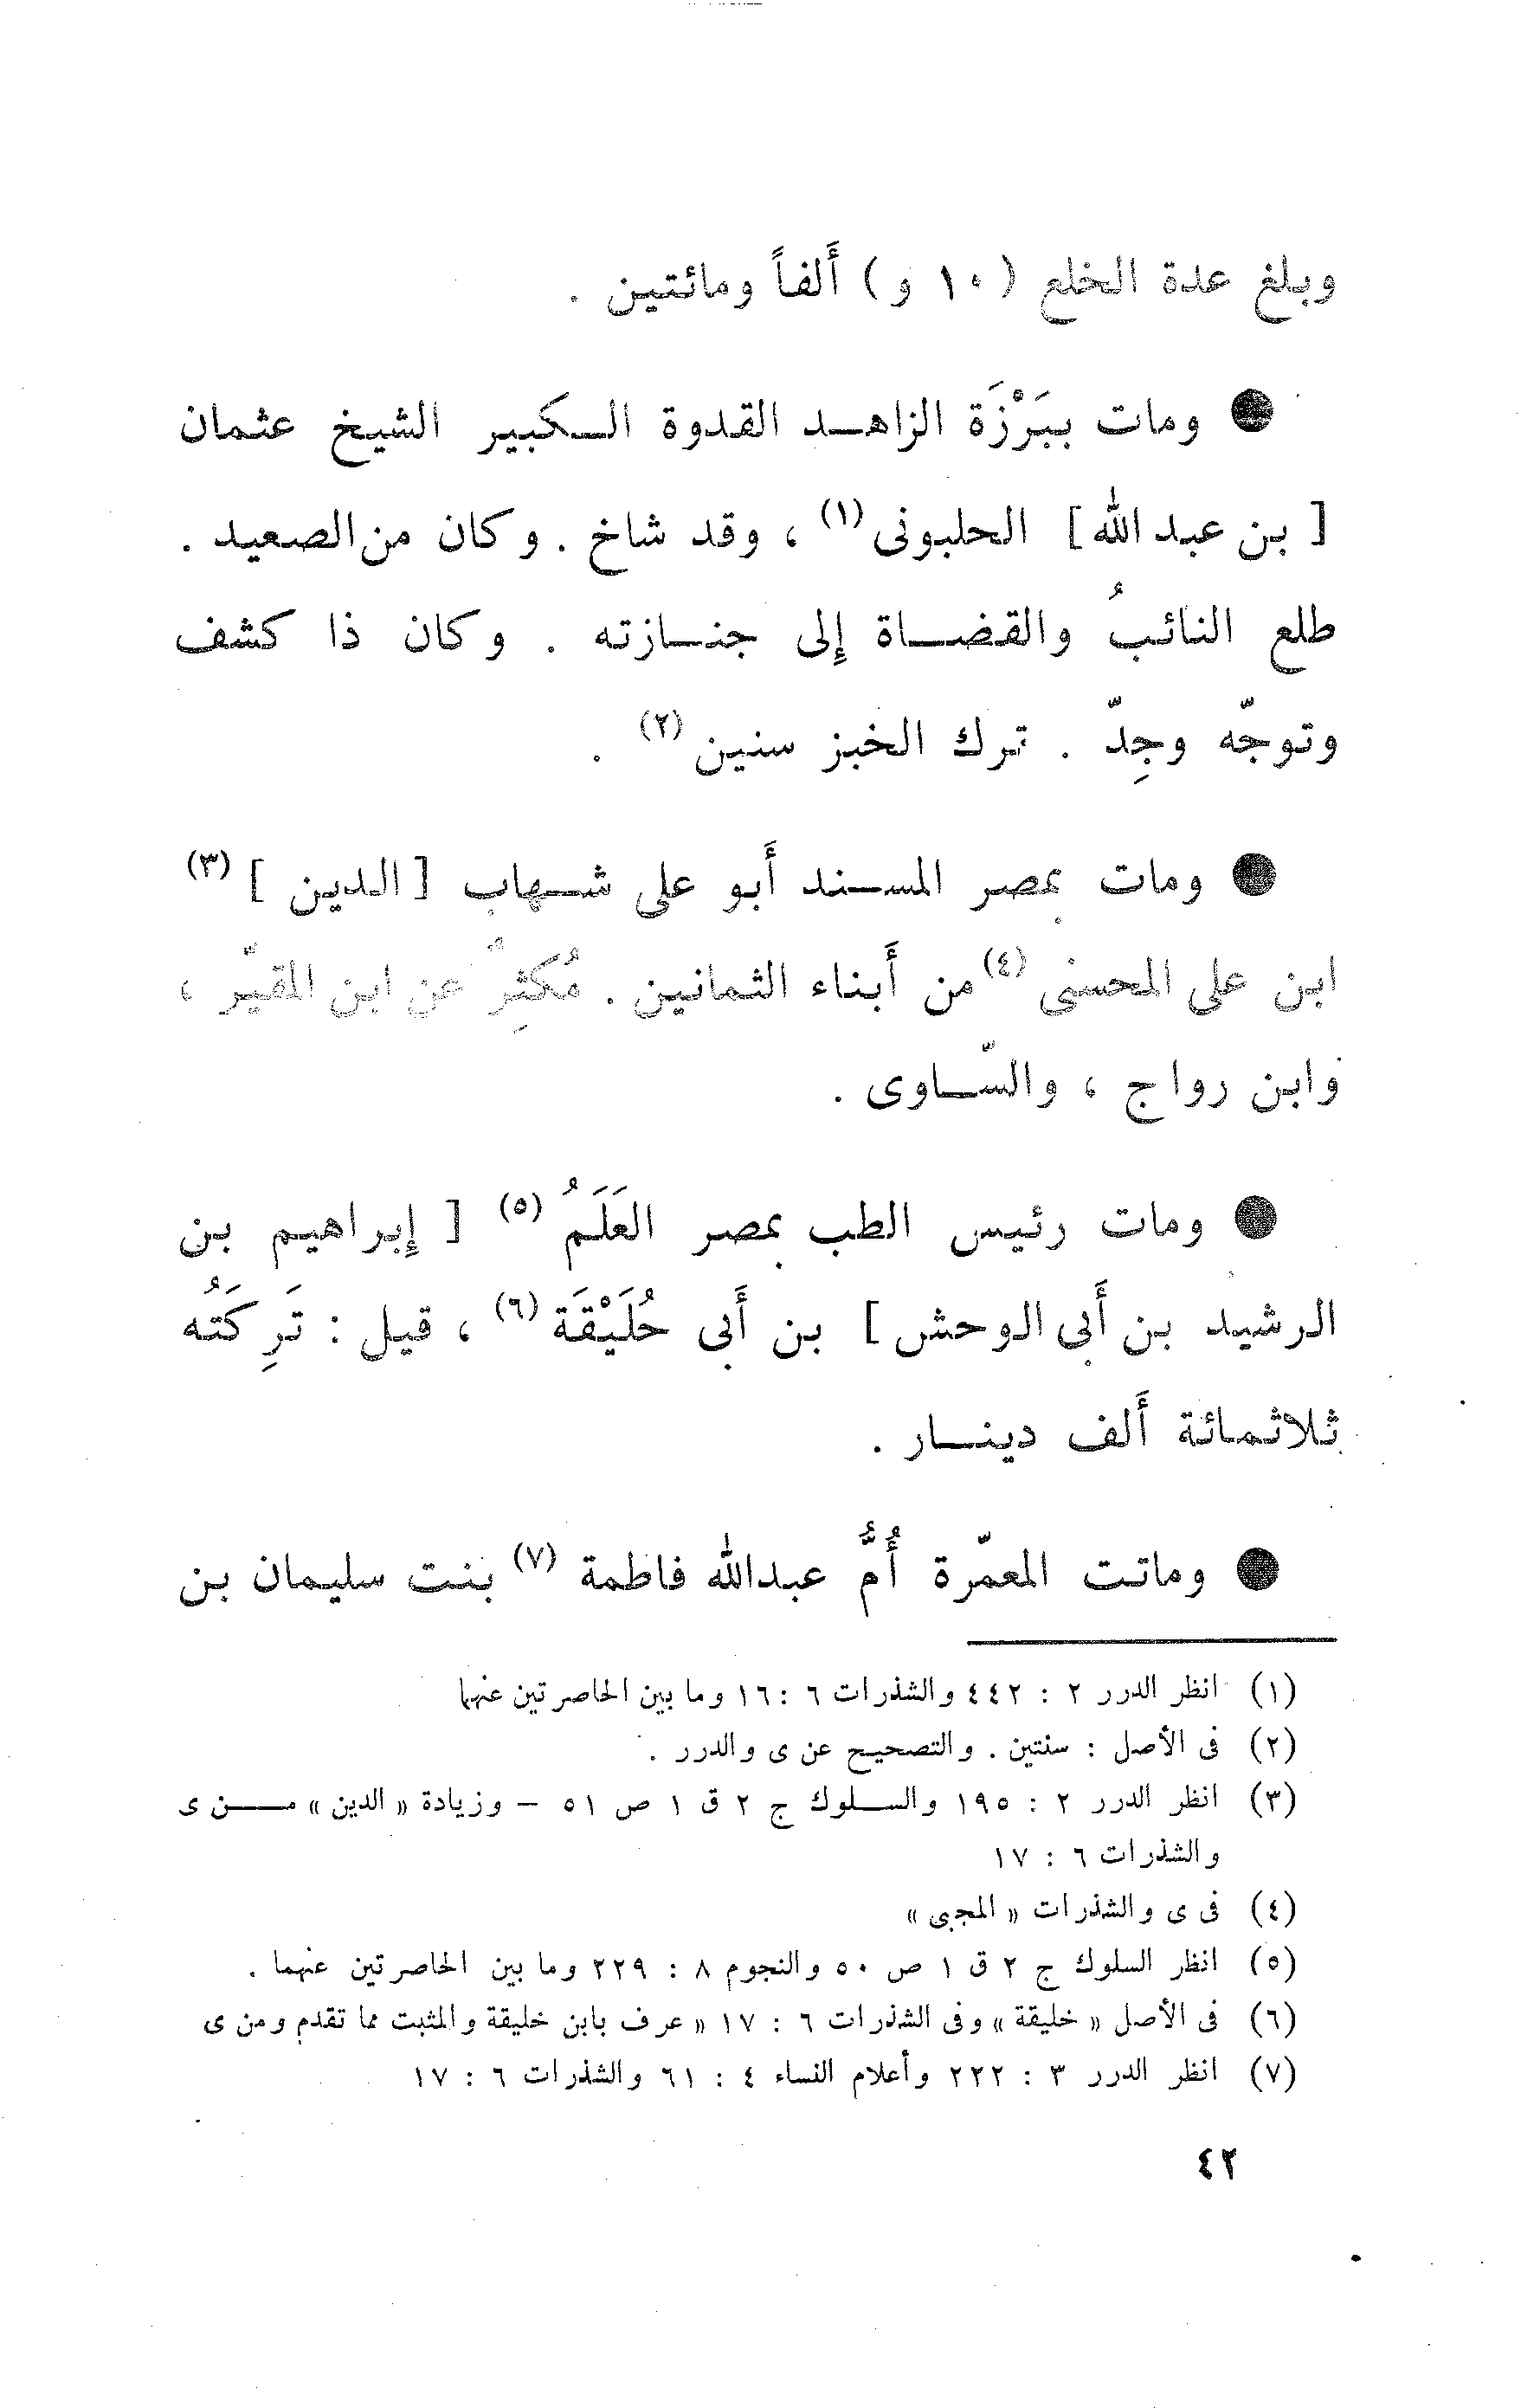 وبلغ عدة الخلع ( ١٠ و ) أَلفاً ومائتين .
● ومات ببَرْزَة الزاهد القدوة الكبير الشيخ عثمان
[ بن عبد الله ] الحلبونى (١) ، وقد شاخ . وكان من الصعيد .
طلع النائبُ والقضاة إلى جنازته . وكان ذا كشف
وتوجّه وجِدّ . ترك الخبز سنين (٢) .
● ومات بمصر المسند أَبو على شهاب [ الدين ] (٣)
ابن على المحسنى (٤) من أَبناء الثمانين . مُكثِرٌ عن ابن المقيّر ،
وابن رواج ، والسّاوى .
● ومات رئيس الطب بمصر العَلَمُ (٥) [ إبراهيم بن
الرشيد بن أَبى الوحش ] بن أَبى حُلَيْقَة (٦) ، قيل : تَرِكَتُه
ثلاثمائة أَلف دينار .
● وماتت المعمّرة أُمُّ عبدالله فاطمة (٧) بنت سليمان بن
(١) انظر الدرر ٢ : ٤٤٢ والشذرات ٦ : ١٦ وما بين الحاصرتين عنهما
(٢) فى الأصل : سنتين . والتصحيح عن ى والدرر .
(٣) انظر الدرر ٢ : ١٩٥ والسلوك ج ٢ ق ١ ص ٥١ – وزيادة « الدين » من ى
والشذرات ٦ : ١٧
(٤) فى ى والشذرات « المجبى »
(٥) انظر السلوك ج ٢ ق ١ ص ٥٠ والنجوم ٨ : ٢٢٩ وما بين الحاصرتين عنهما .
(٦) فى الأصل « خليقة » وفى الشذرات ٦ : ١٧ « عرف بابن خليقة والمثبت مما تقدم ومن ى
(٧) انظر الدرر ٣ : ٢٢٢ وأعلام النساء ٤ : ٦١ والشذرات ٦ : ١٧
٤٢